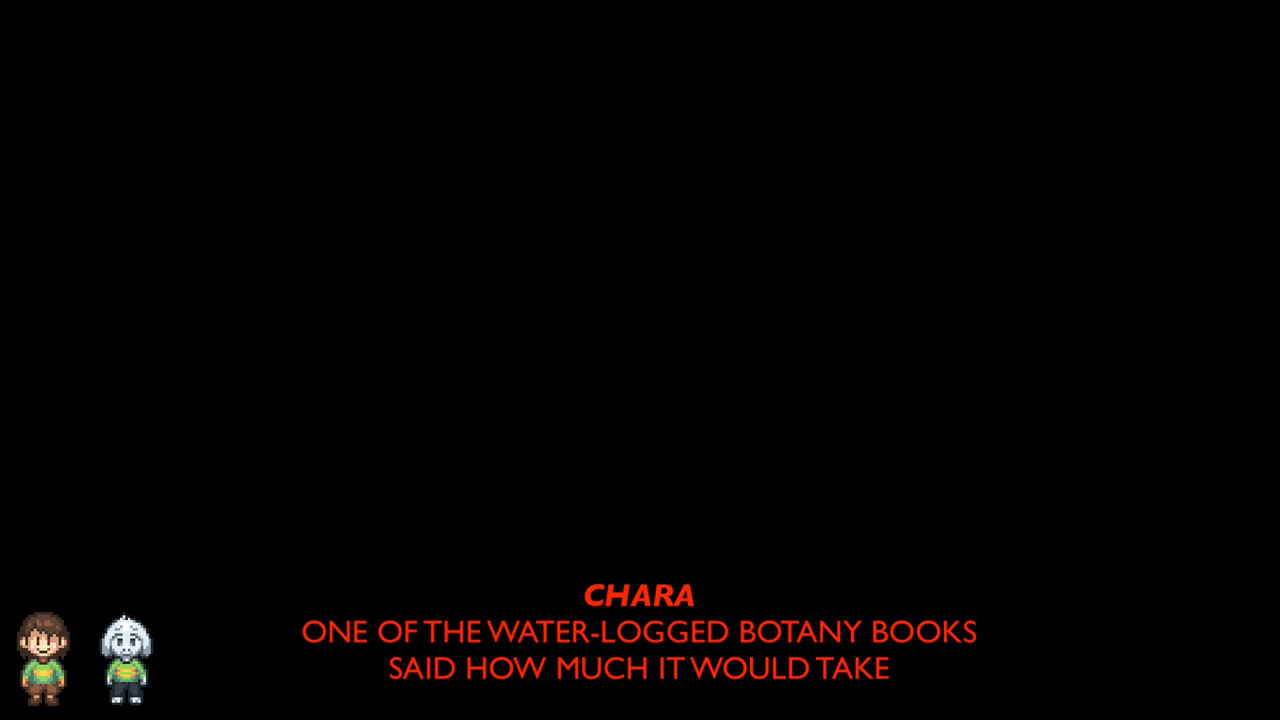 CHARA
ONE OF THE WATER-LOGGED BOTANY BOOKS
SAID HOW MUCH IT WOULD TAKE